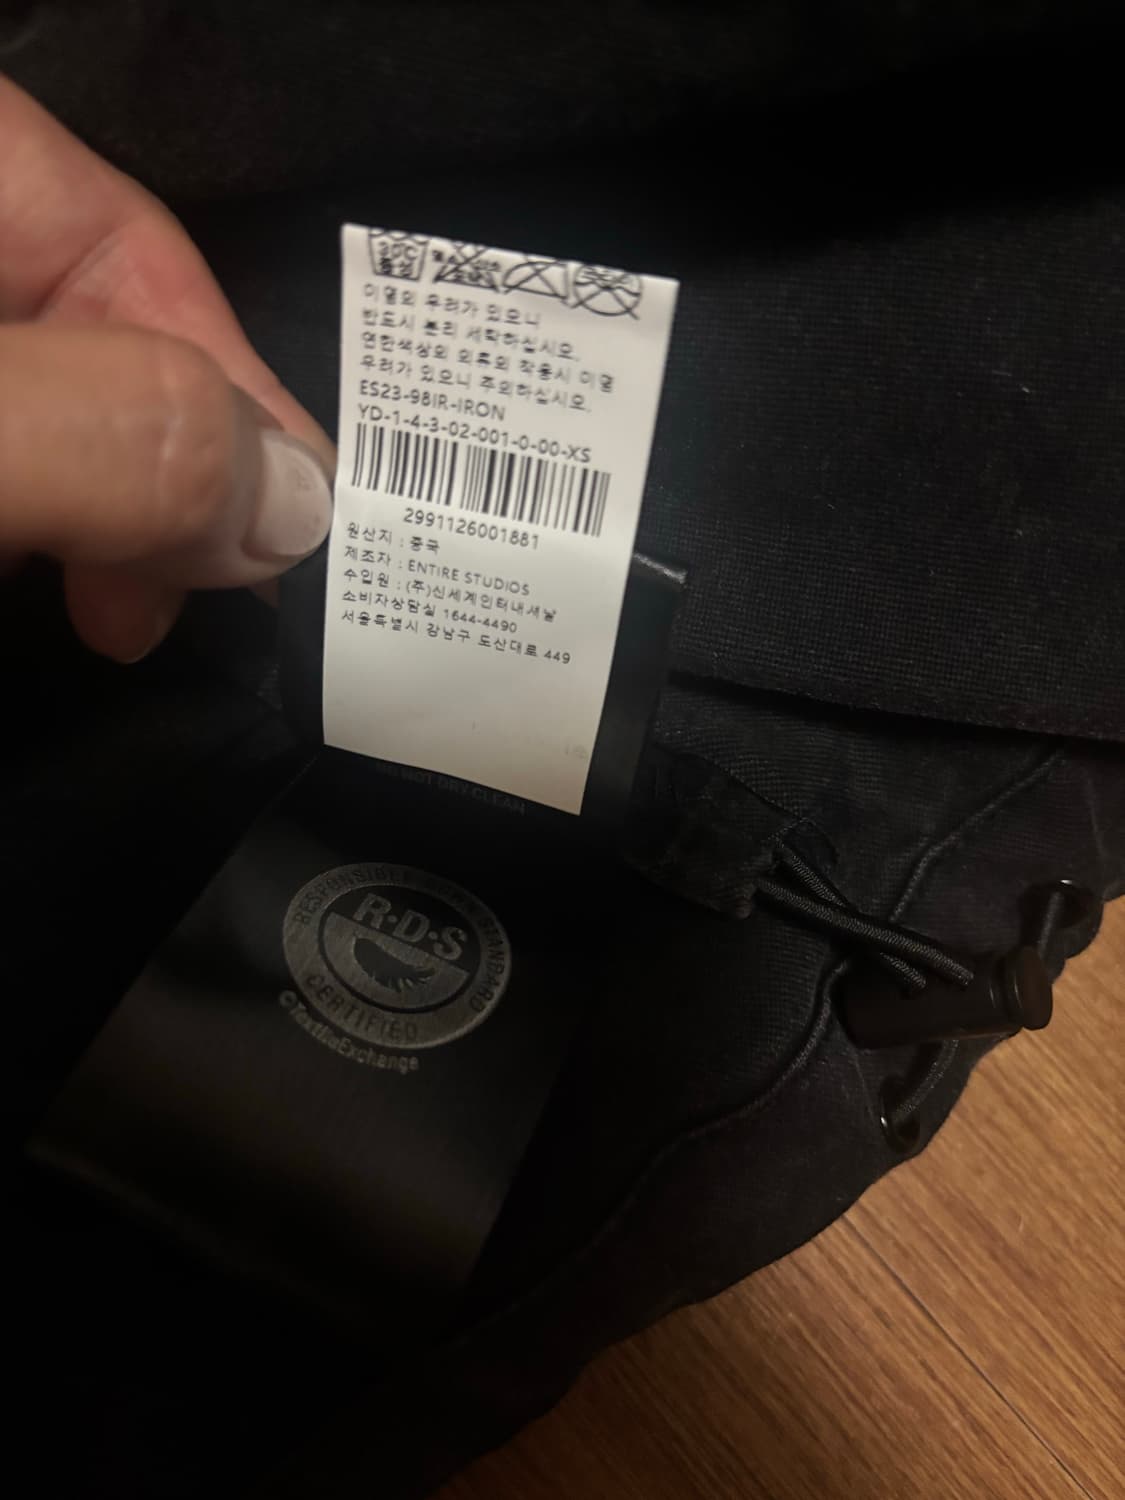 30℃
중성
이염의 우려가 있으니
반드시 분리 세탁하십시오.
연한색상의 의류와 착용시 이염
우려가 있으니 주의하십시오.
ES23-98IR-IRON
YD-1-4-3-02-001-0-00-XS
2991126001881
원산지 : 중국
제조자 : ENTIRE STUDIOS
수입원 : (주)신세계인터내셔날
소비자상담실 1644-4490
서울특별시 강남구 도산대로 449
DO NOT DRY CLEAN
RESPONSIBLE DOWN STANDARD
R·D·S
CERTIFIED
©TextileExchange